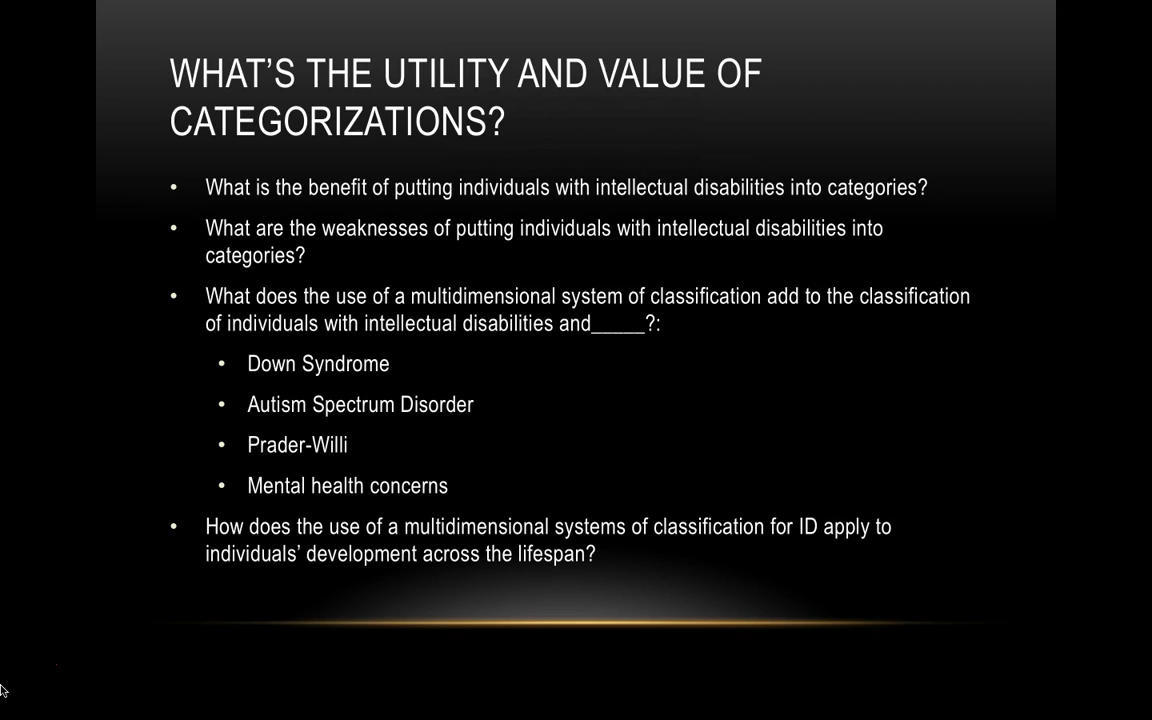 WHAT'S THE UTILITY AND VALUE OF
CATEGORIZATIONS?
• What is the benefit of putting individuals with intellectual disabilities into categories?
• What are the weaknesses of putting individuals with intellectual disabilities into
categories?
• What does the use of a multidimensional system of classification add to the classification
of individuals with intellectual disabilities and_____?:
• Down Syndrome
• Autism Spectrum Disorder
• Prader-Willi
• Mental health concerns
• How does the use of a multidimensional systems of classification for ID apply to
individuals' development across the lifespan?